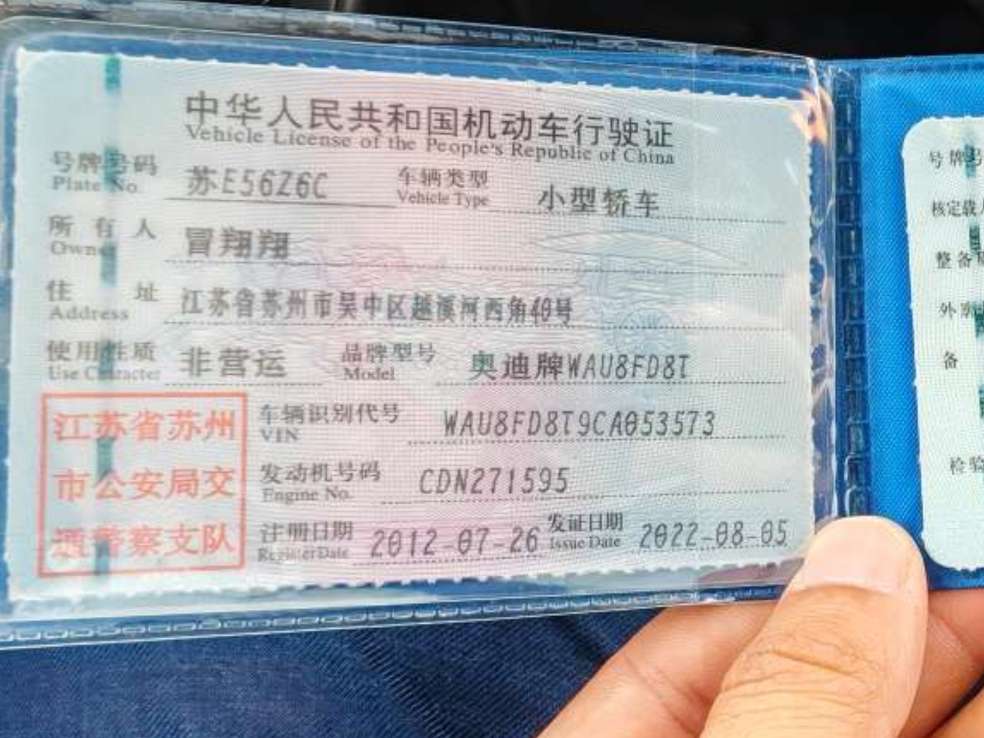 中华人民共和国机动车行驶证
Vehicle License of the People's Republic of China
号牌号码 苏E56Z6C 车辆类型 小型轿车
Plate No. Vehicle Type
所有人 冒翔翔
Owner
住址 江苏省苏州市吴中区越溪河西角40号
Address
使用性质 非营运 品牌型号 奥迪牌WAU8FD8T
Use Character Model
江苏省苏州
市公安局交
通警察支队
车辆识别代号 WAU8FD8T9CA053573
VIN
发动机号码 CDN271595
Engine No.
注册日期 2012-07-26 发证日期 2022-08-05
Register Date Issue Date
号牌号
核定载人
整备
外廓
备
检验